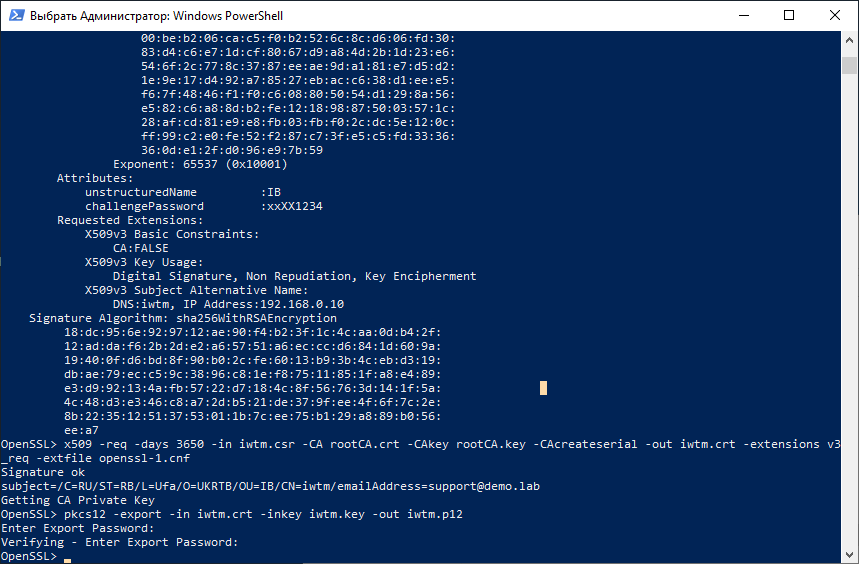 Выбрать Администратор: Windows PowerShell
00:be:b2:06:ca:c5:f0:b2:52:6c:8c:d6:06:fd:30:
83:d4:c6:e7:1d:cf:80:67:d9:a8:4d:2b:1d:23:e6:
54:6f:2c:77:8c:37:87:ee:ae:9d:a1:81:e7:d5:d2:
1e:9e:17:d4:92:a7:85:27:eb:ac:c6:38:d1:ee:e5:
f6:7f:48:46:f1:f0:c6:08:80:50:54:d1:29:8a:56:
e5:82:c6:a8:8d:b2:fe:12:18:98:87:50:03:57:1c:
28:af:cd:81:e9:e8:fb:03:fb:f0:2c:dc:5e:12:0c:
ff:99:c2:e0:fe:52:f2:87:c7:3f:e5:c5:fd:33:36:
36:0d:e1:2f:d0:96:e9:7b:59
Exponent: 65537 (0x10001)
Attributes:
unstructuredName :IB
challengePassword :xxXX1234
Requested Extensions:
X509v3 Basic Constraints:
CA:FALSE
X509v3 Key Usage:
Digital Signature, Non Repudiation, Key Encipherment
X509v3 Subject Alternative Name:
DNS:iwtm, IP Address:192.168.0.10
Signature Algorithm: sha256WithRSAEncryption
18:dc:95:6e:92:97:12:ae:90:f4:b2:3f:1c:4c:aa:0d:b4:2f:
12:ad:da:f6:2b:2d:e2:a6:57:51:a6:ec:cc:d6:84:1d:60:9a:
19:40:0f:d6:bd:8f:90:b0:2c:fe:60:13:b9:3b:4c:eb:d3:19:
db:ae:79:ec:c5:9c:38:96:c8:1e:f8:75:11:85:1f:a8:e4:89:
e3:d9:92:13:4a:fb:57:22:d7:18:4c:8f:56:76:3d:14:1f:5a:
4c:48:d3:e3:46:c8:a7:2d:b5:21:de:37:9f:ee:4f:6f:7c:2e:
8b:22:35:12:51:37:53:01:1b:7c:ee:75:b1:29:a8:89:b0:56:
ee:a7
OpenSSL> x509 -req -days 3650 -in iwtm.csr -CA rootCA.crt -CAkey rootCA.key -CAcreateserial -out iwtm.crt -extensions v3
_req -extfile openssl-1.cnf
Signature ok
subject=/C=RU/ST=RB/L=Ufa/O=UKRTB/OU=IB/CN=iwtm/emailAddress=support@demo.lab
Getting CA Private Key
OpenSSL> pkcs12 -export -in iwtm.crt -inkey iwtm.key -out iwtm.p12
Enter Export Password:
Verifying - Enter Export Password:
OpenSSL>